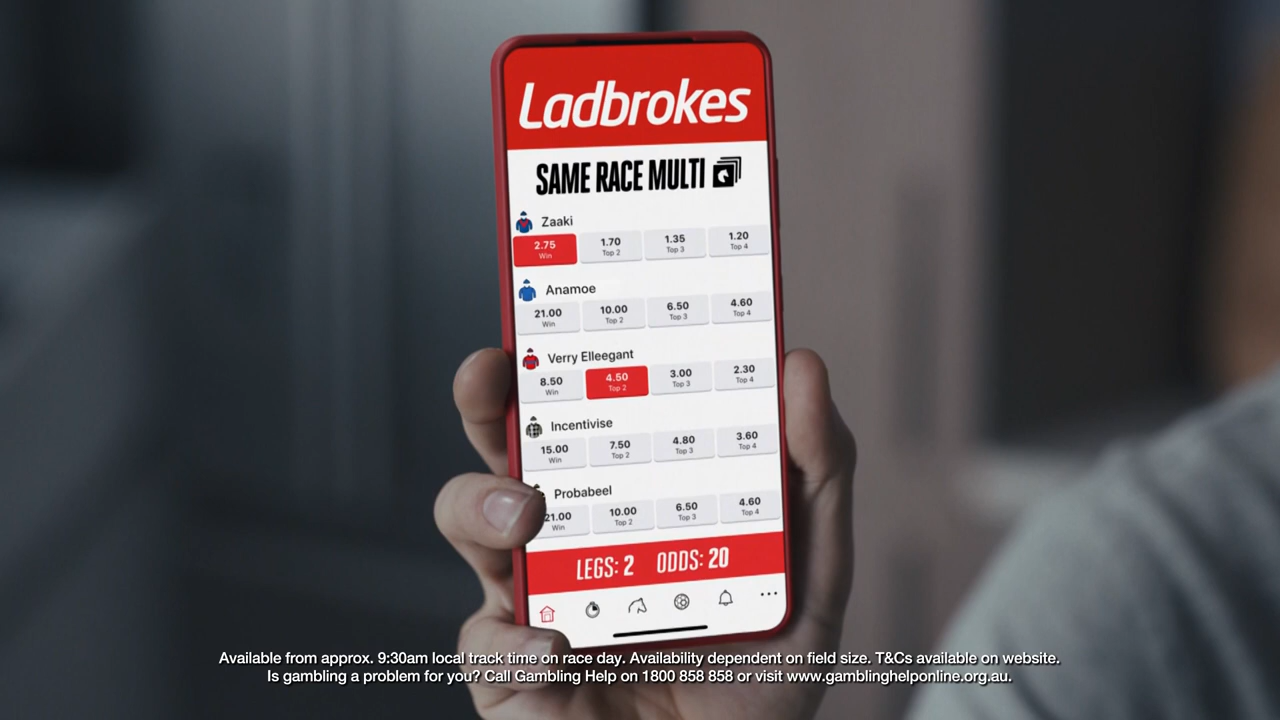 Ladbrokes
SAME RACE MULTI
Zaaki
2.75 1.70 1.35 1.20
Win Top 2 Top 3 Top 4
Anamoe
21.00 10.00 6.50 4.60
Win Top 2 Top 3 Top 4
Verry Elleegant
8.50 4.50 3.00 2.30
Win Top 2 Top 3 Top 4
Incentivise
15.00 7.50 4.80 3.60
Win Top 2 Top 3 Top 4
Probabeel
21.00 10.00 6.50 4.60
Win Top 2 Top 3 Top 4
LEGS: 2 ODDS: 20
Available from approx. 9:30am local track time on race day. Availability dependent on field size. T&Cs available on website.
Is gambling a problem for you? Call Gambling Help on 1800 858 858 or visit www.gamblinghelponline.org.au.